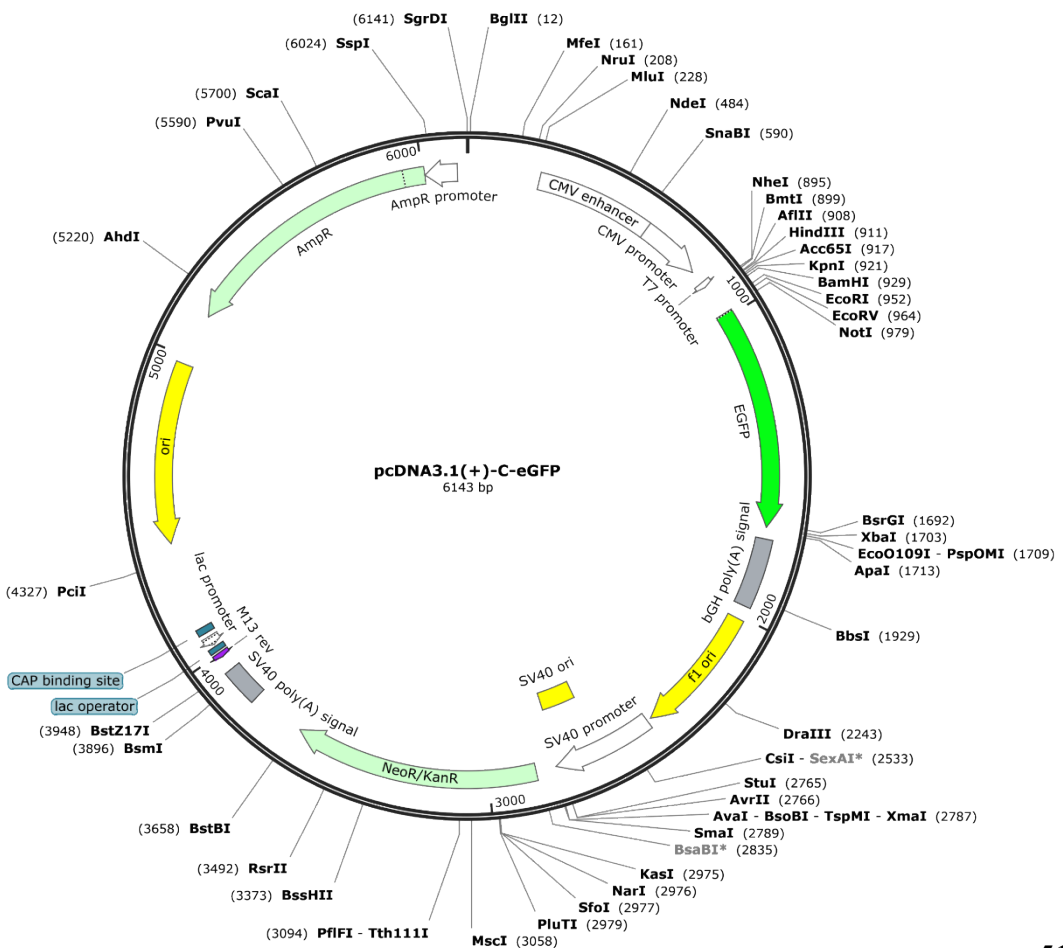 (6141) SgrDI
BglII (12)
(6024) SspI
MfeI (161)
NruI (208)
MluI (228)
(5700) ScaI
NdeI (484)
(5590) PvuI
SnaBI (590)
6000
CMV enhancer
AmpR promoter
NheI (895)
BmtI (899)
AflII (908)
HindIII (911)
Acc65I (917)
KpnI (921)
BamHI (929)
EcoRI (952)
EcoRV (964)
NotI (979)
(5220) AhdI
AmpR
CMV promoter
T7 promoter
1000
5000
EGFP
ori
pcDNA3.1(+)-C-eGFP
6143 bp
BsrGI (1692)
XbaI (1703)
EcoO109I - PspOMI (1709)
ApaI (1713)
bGH poly(A) signal
(4327) PciI
2000
BbsI (1929)
lac promoter
M13 rev
SV40 poly(A) signal
CAP binding site
lac operator
4000
SV40 ori
f1 ori
SV40 promoter
(3948) BstZ17I
(3896) BsmI
DraIII (2243)
CsiI - SexAI* (2533)
NeoR/KanR
StuI (2765)
AvrII (2766)
3000
AvaI - BsoBI - TspMI - XmaI (2787)
(3658) BstBI
SmaI (2789)
BsaBI* (2835)
(3492) RsrII
KasI (2975)
(3373) BssHII
NarI (2976)
SfoI (2977)
PluTI (2979)
(3094) PflFI - Tth111I
MscI (3058)